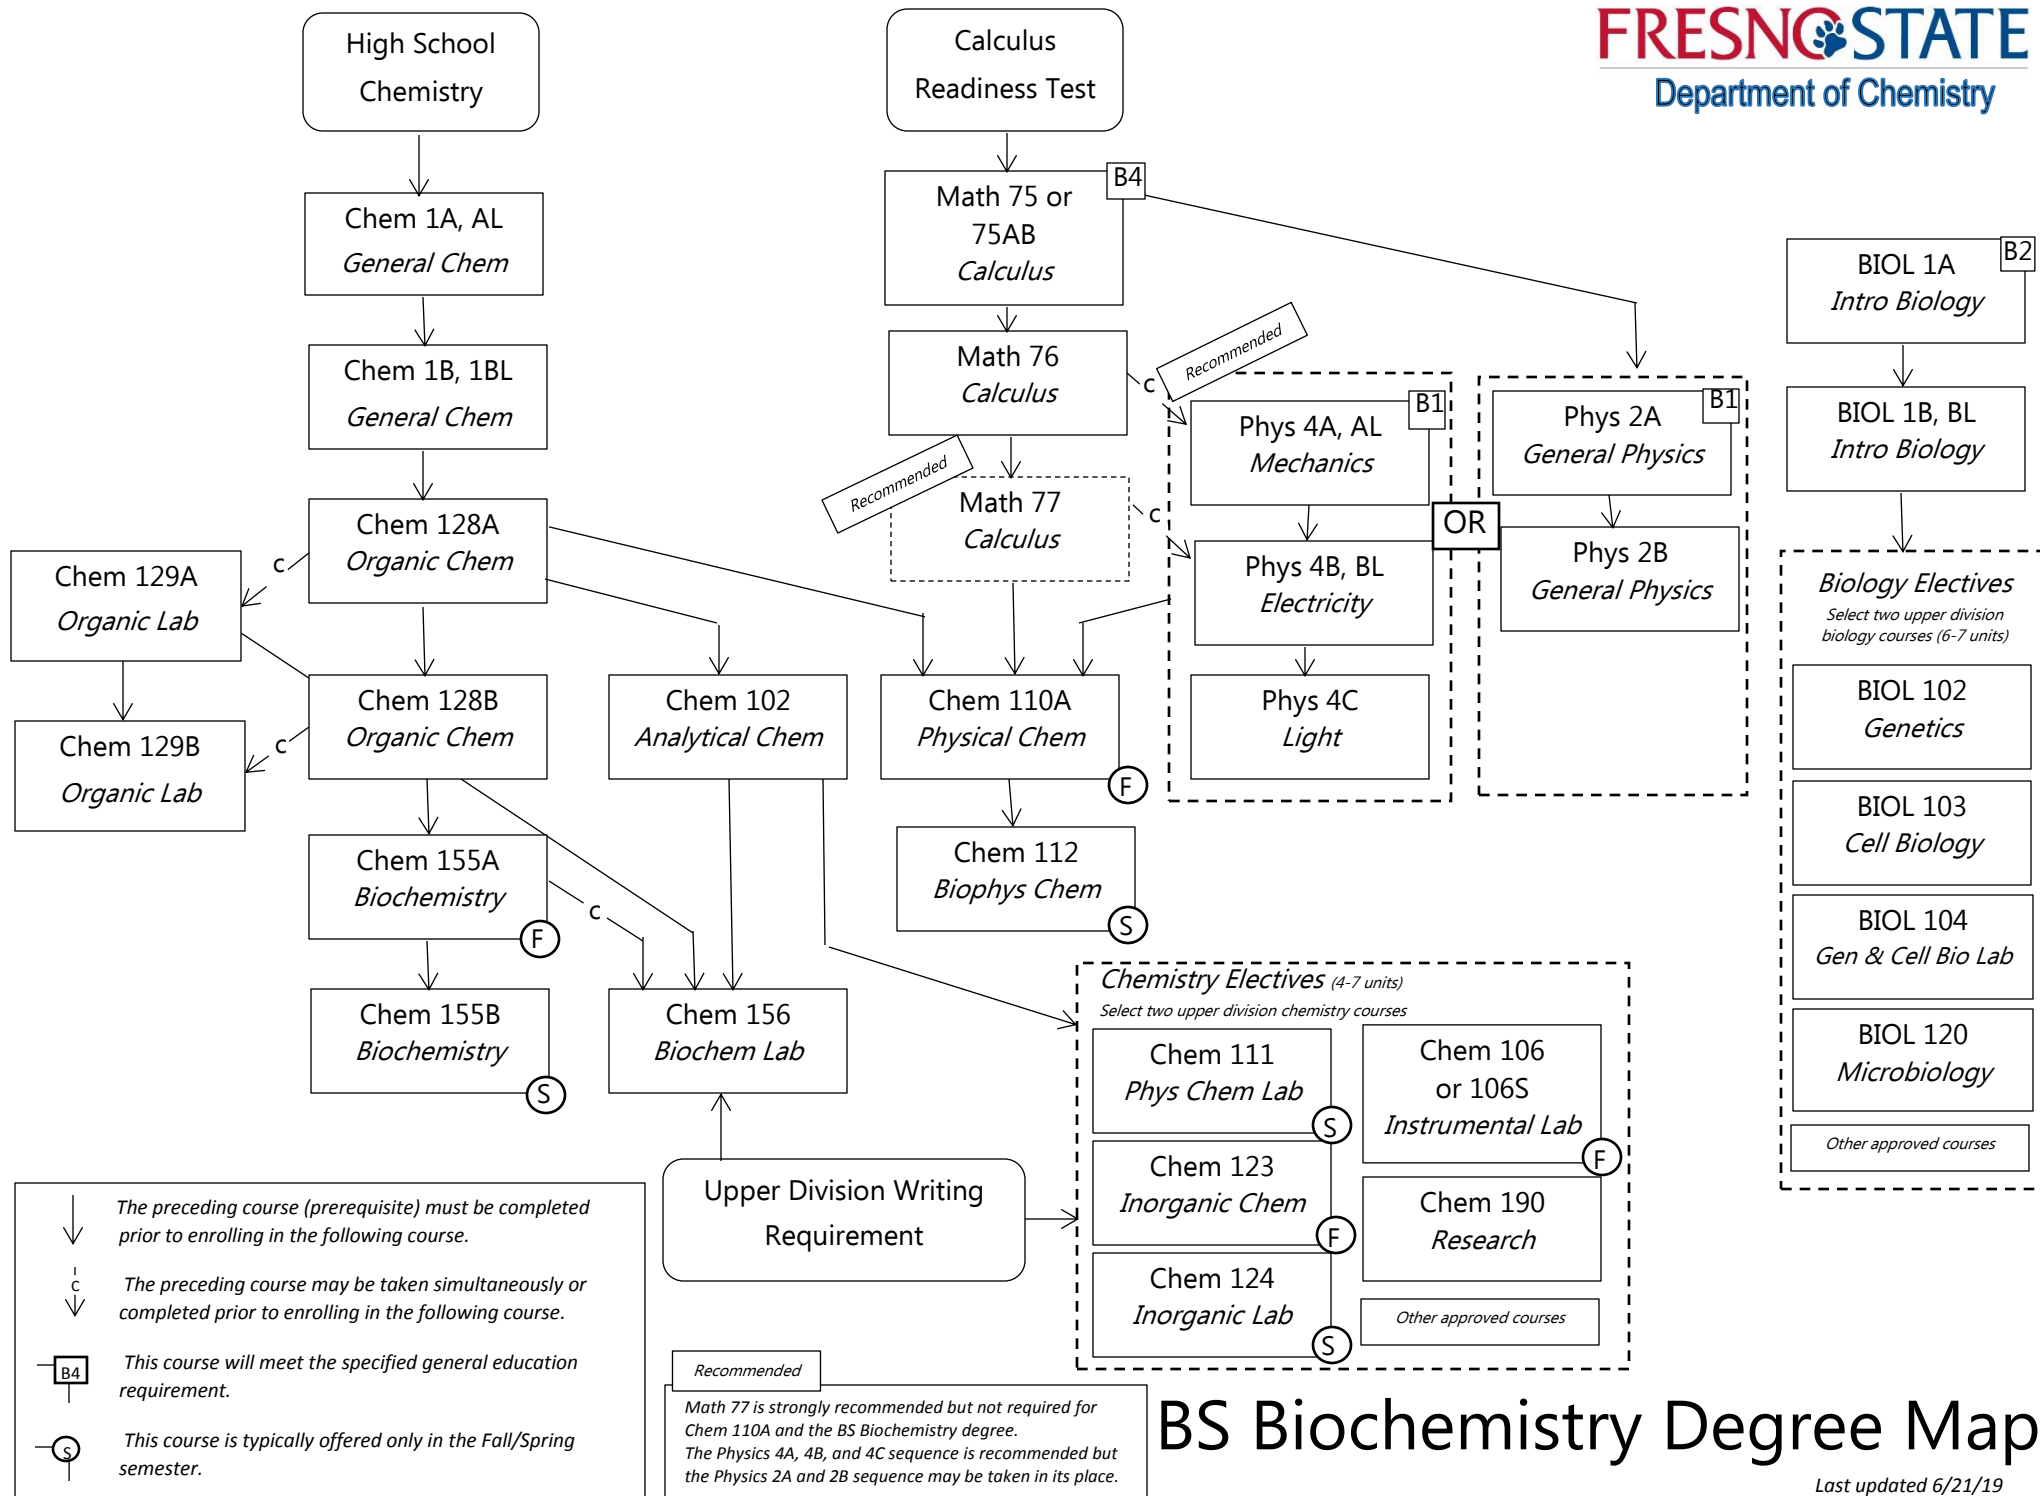 FRESNO STATE
Department of Chemistry
High School
Chemistry
Chem 1A, AL
General Chem
Chem 1B, 1BL
General Chem
Chem 128A
Organic Chem
c
Chem 129A
Organic Lab
Chem 128B
Organic Chem
c
Chem 129B
Organic Lab
Chem 155A
Biochemistry
F
c
Chem 155B
Biochemistry
S
Chem 102
Analytical Chem
Chem 156
Biochem Lab
Upper Division Writing
Requirement
Calculus
Readiness Test
Math 75 or
75AB
Calculus
B4
Math 76
Calculus
c
Recommended
Recommended
Math 77
Calculus
c
Chem 110A
Physical Chem
F
Chem 112
Biophys Chem
S
Phys 4A, AL
Mechanics
B1
Phys 4B, BL
Electricity
Phys 4C
Light
OR
Phys 2A
General Physics
B1
Phys 2B
General Physics
BIOL 1A
Intro Biology
B2
BIOL 1B, BL
Intro Biology
Biology Electives
Select two upper division
biology courses (6-7 units)
BIOL 102
Genetics
BIOL 103
Cell Biology
BIOL 104
Gen & Cell Bio Lab
BIOL 120
Microbiology
Other approved courses
Chemistry Electives (4-7 units)
Select two upper division chemistry courses
Chem 111
Phys Chem Lab
S
Chem 123
Inorganic Chem
F
Chem 124
Inorganic Lab
S
Chem 106
or 106S
Instrumental Lab
F
Chem 190
Research
Other approved courses
The preceding course (prerequisite) must be completed
prior to enrolling in the following course.
c
The preceding course may be taken simultaneously or
completed prior to enrolling in the following course.
B4
This course will meet the specified general education
requirement.
S
This course is typically offered only in the Fall/Spring
semester.
Recommended
Math 77 is strongly recommended but not required for
Chem 110A and the BS Biochemistry degree.
The Physics 4A, 4B, and 4C sequence is recommended but
the Physics 2A and 2B sequence may be taken in its place.
BS Biochemistry Degree Map
Last updated 6/21/19